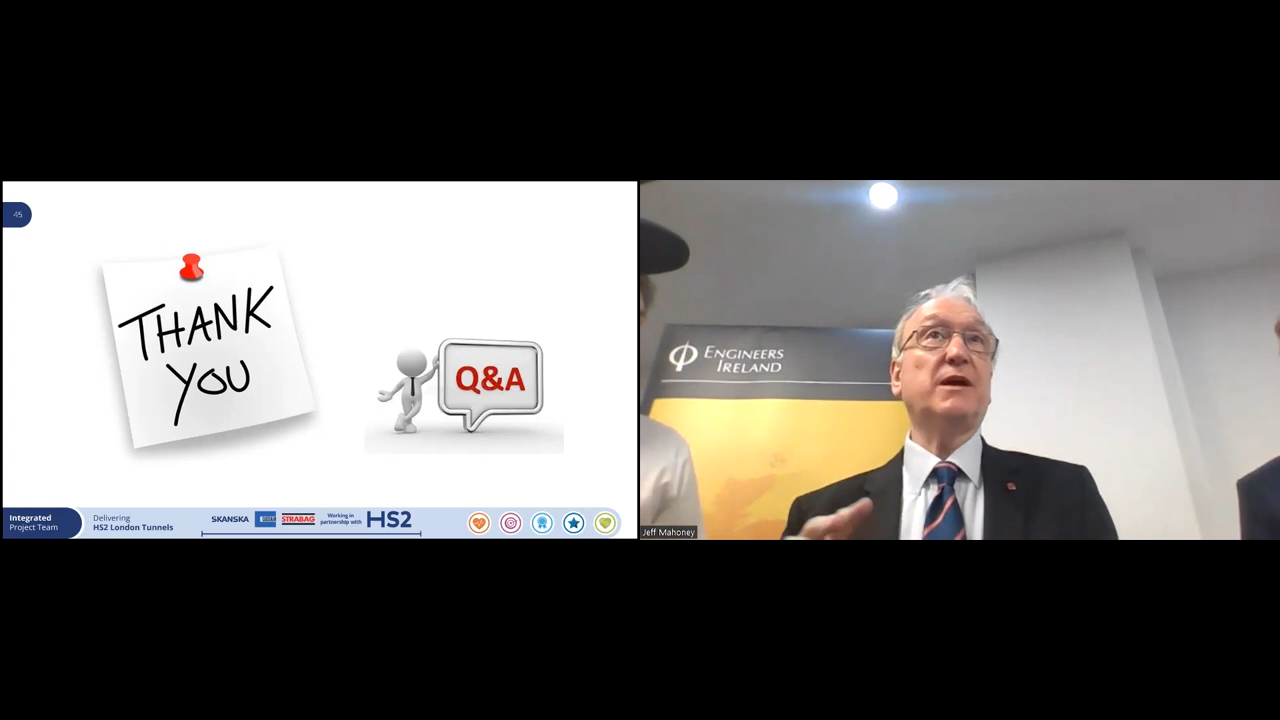 45
THANK
YOU
Q&A
Integrated
Project Team
Delivering
HS2 London Tunnels
SKANSKA
STRABAG
Working in
partnership with
HS2
ENGINEERS
IRELAND
Jeff Mahoney